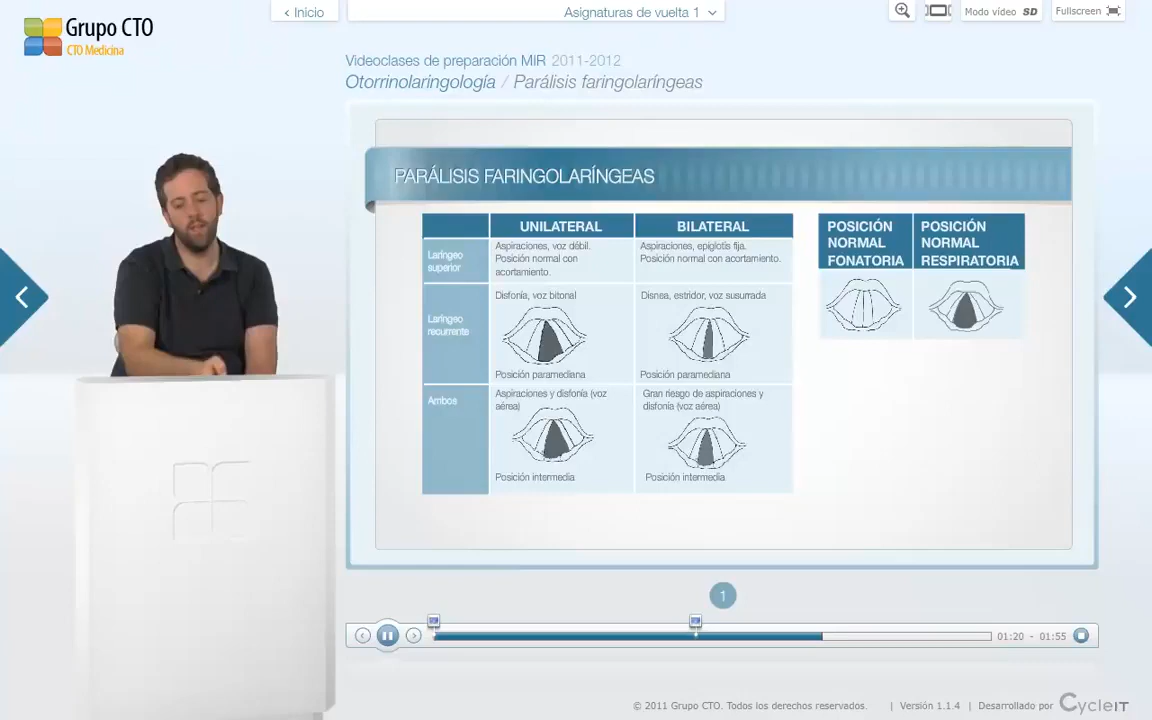 Grupo CTO
CTO Medicina
‹ Inicio
Asignaturas de vuelta 1
Modo vídeo SD
Fullscreen
Videoclases de preparación MIR 2011-2012
Otorrinolaringología / Parálisis faringolaríngeas
PARÁLISIS FARINGOLARÍNGEAS
UNILATERAL
BILATERAL
Laríngeo
superior
Aspiraciones, voz débil.
Posición normal con
acortamiento.
Aspiraciones, epiglotis fija.
Posición normal con acortamiento.
Laríngeo
recurrente
Disfonía, voz bitonal
Posición paramediana
Disnea, estridor, voz susurrada
Posición paramediana
Ambos
Aspiraciones y disfonía (voz
aérea)
Posición intermedia
Gran riesgo de aspiraciones y
disfonía (voz aérea)
Posición intermedia
POSICIÓN
NORMAL
FONATORIA
POSICIÓN
NORMAL
RESPIRATORIA
1
01:20 - 01:55
© 2011 Grupo CTO. Todos los derechos reservados. | Versión 1.1.4 | Desarrollado por CycleIT